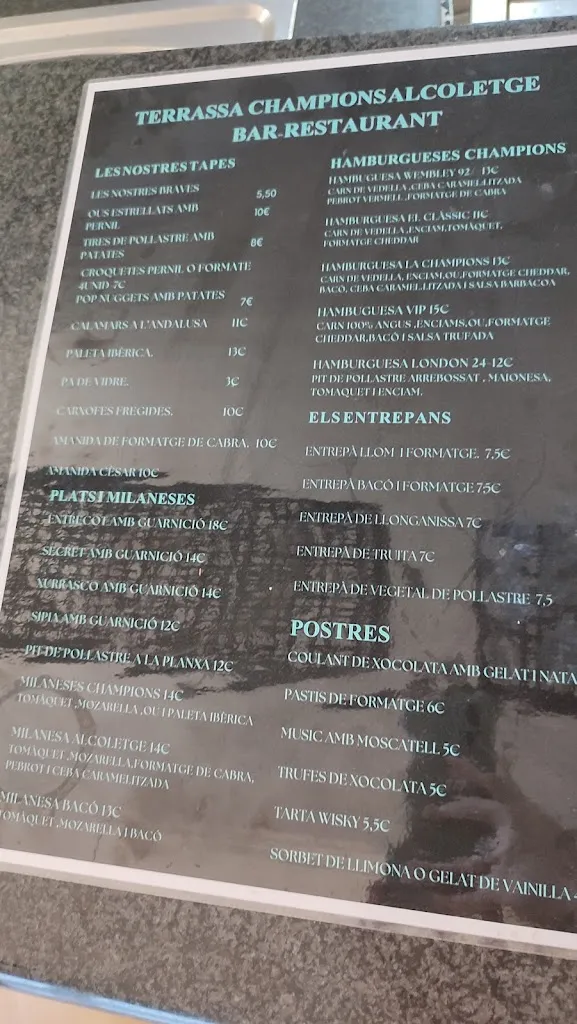 TERRASSA CHAMPIONSALCOLETGE
BAR-RESTAURANT
LES NOSTRES TAPES
LES NOSTRES BRAVES 5,50
OUS ESTRELLATS AMB
PERNIL 10€
TIRES DE POLLASTRE AMB
PATATES 8€
CROQUETES PERNIL O FORMATE
4UNID 7€
POP NUGGETS AMB PATATES 7€
CALAMARS A L'ANDALUSA 11€
PALETA IBÈRICA. 13€
PA DE VIDRE. 3€
CARXOFES FREGIDES. 10€
AMANIDA DE FORMATGE DE CABRA. 10€
AMANIDA CÈSAR 10€
PLATS I MILANESES
ENTRECOT AMB GUARNICIÓ 18€
SECRET AMB GUARNICIÓ 14€
XURRASCO AMB GUARNICIÓ 14€
SIPIA AMB GUARNICIÓ 12€
PIT DE POLLASTRE A LA PLANXA 12€
MILANESES CHAMPIONS 14€
TOMÀQUET ,MOZARELLA ,OU I PALETA IBÈRICA
MILANESA ALCOLETGE 14€
TOMÀQUET ,MOZARELLA,FORMATGE DE CABRA,
PEBROT I CEBA CARAMELITZADA
MILANESA BACÓ 13€
TOMÀQUET ,MOZARELLA I BACÓ
HAMBURGUESES CHAMPIONS
HAMBURGUESA WEMBLEY 92/ 13€
CARN DE VEDELLA ,CEBA CARAMEL.LITZADA
PEBROT VERMELL ,FORMATGE DE CABRA
HAMBURGUESA EL CLÀSSIC 11€
CARN DE VEDELLA ,ENCIAM,TOMÀQUET,
FORMATGE CHEDDAR
HAMBURGUESA LA CHAMPIONS 13€
CARN DE VEDELLA, ENCIAM,OU,FORMATGE CHEDDAR,
BACÓ, CEBA CARAMEL.LITZADA I SALSA BARBACOA
HAMBUGUESA VIP 15€
CARN 100% ANGUS ,ENCIAMS,OU,FORMATGE
CHEDDAR,BACÓ I SALSA TRUFADA
HAMBURGUESA LONDON 24-12€
PIT DE POLLASTRE ARREBOSSAT , MAIONESA,
TOMAQUET I ENCIAM.
ELS ENTREPANS
ENTREPÀ LLOM I FORMATGE. 7,5€
ENTREPÀ BACÓ I FORMATGE 7,5€
ENTREPÀ DE LLONGANISSA 7€
ENTREPÀ DE TRUITA 7€
ENTREPÀ DE VEGETAL DE POLLASTRE 7,5
POSTRES
COULANT DE XOCOLATA AMB GELAT I NATA
PASTIS DE FORMATGE 6€
MUSIC AMB MOSCATELL 5€
TRUFES DE XOCOLATA 5€
TARTA WISKY 5,5€
SORBET DE LLIMONA O GELAT DE VAINILLA